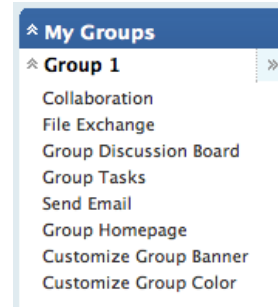 My Groups
Group 1
Collaboration
File Exchange
Group Discussion Board
Group Tasks
Send Email
Group Homepage
Customize Group Banner
Customize Group Color